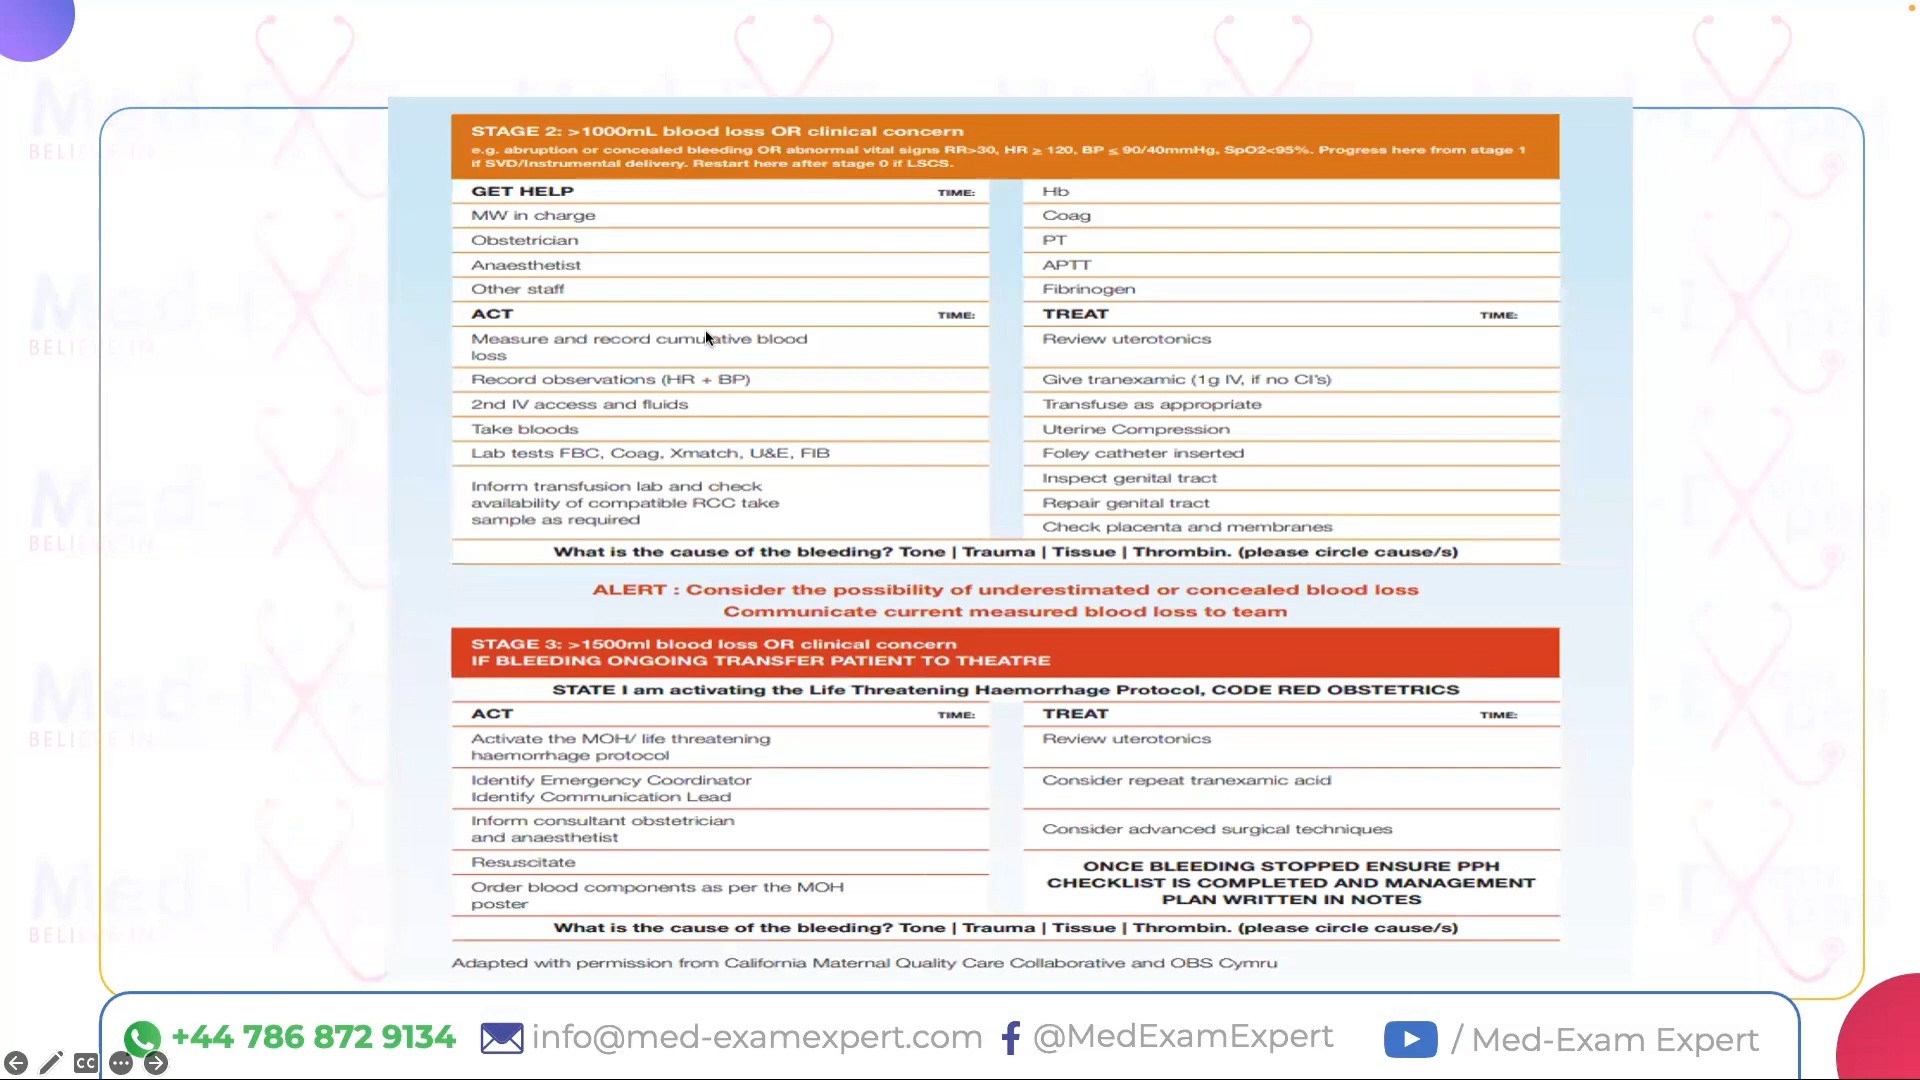 STAGE 2: >1000mL blood loss OR clinical concern
e.g. abruption or concealed bleeding OR abnormal vital signs RR>30, HR ≥ 120, BP ≤ 90/40mmHg, SpO2<95%. Progress here from stage 1
if SVD/Instrumental delivery. Restart here after stage 0 if LSCS.
GET HELP TIME:
MW in charge
Obstetrician
Anaesthetist
Other staff
ACT TIME:
Measure and record cumulative blood
loss
Record observations (HR + BP)
2nd IV access and fluids
Take bloods
Lab tests FBC, Coag, Xmatch, U&E, FIB
Inform transfusion lab and check
availability of compatible RCC take
sample as required
Hb
Coag
PT
APTT
Fibrinogen
TREAT TIME:
Review uterotonics
Give tranexamic (1g IV, if no CI's)
Transfuse as appropriate
Uterine Compression
Foley catheter inserted
Inspect genital tract
Repair genital tract
Check placenta and membranes
What is the cause of the bleeding? Tone | Trauma | Tissue | Thrombin. (please circle cause/s)
ALERT : Consider the possibility of underestimated or concealed blood loss
Communicate current measured blood loss to team
STAGE 3: >1500ml blood loss OR clinical concern
IF BLEEDING ONGOING TRANSFER PATIENT TO THEATRE
STATE I am activating the Life Threatening Haemorrhage Protocol, CODE RED OBSTETRICS
ACT TIME:
Activate the MOH/ life threatening
haemorrhage protocol
Identify Emergency Coordinator
Identify Communication Lead
Inform consultant obstetrician
and anaesthetist
Resuscitate
Order blood components as per the MOH
poster
TREAT TIME:
Review uterotonics
Consider repeat tranexamic acid
Consider advanced surgical techniques
ONCE BLEEDING STOPPED ENSURE PPH
CHECKLIST IS COMPLETED AND MANAGEMENT
PLAN WRITTEN IN NOTES
What is the cause of the bleeding? Tone | Trauma | Tissue | Thrombin. (please circle cause/s)
Adapted with permission from California Maternal Quality Care Collaborative and OBS Cymru
+44 786 872 9134 info@med-examexpert.com @MedExamExpert / Med-Exam Expert
CC